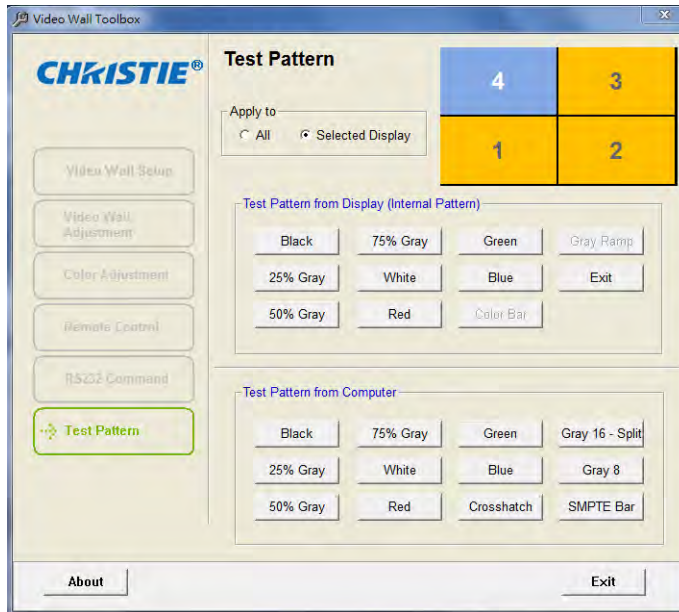 Video Wall Toolbox
x
CHRISTIE®
Test Pattern
4
3
Apply to
All
Selected Display
1
2
Video Wall Setup
Video Wall
Adjustment
Color Adjustment
Remote Control
RS232 Command
Test Pattern
Test Pattern from Display (Internal Pattern)
Black
75% Gray
Green
Gray Ramp
25% Gray
White
Blue
Exit
50% Gray
Red
Color Bar
Test Pattern from Computer
Black
75% Gray
Green
Gray 16 - Split
25% Gray
White
Blue
Gray 8
50% Gray
Red
Crosshatch
SMPTE Bar
About
Exit